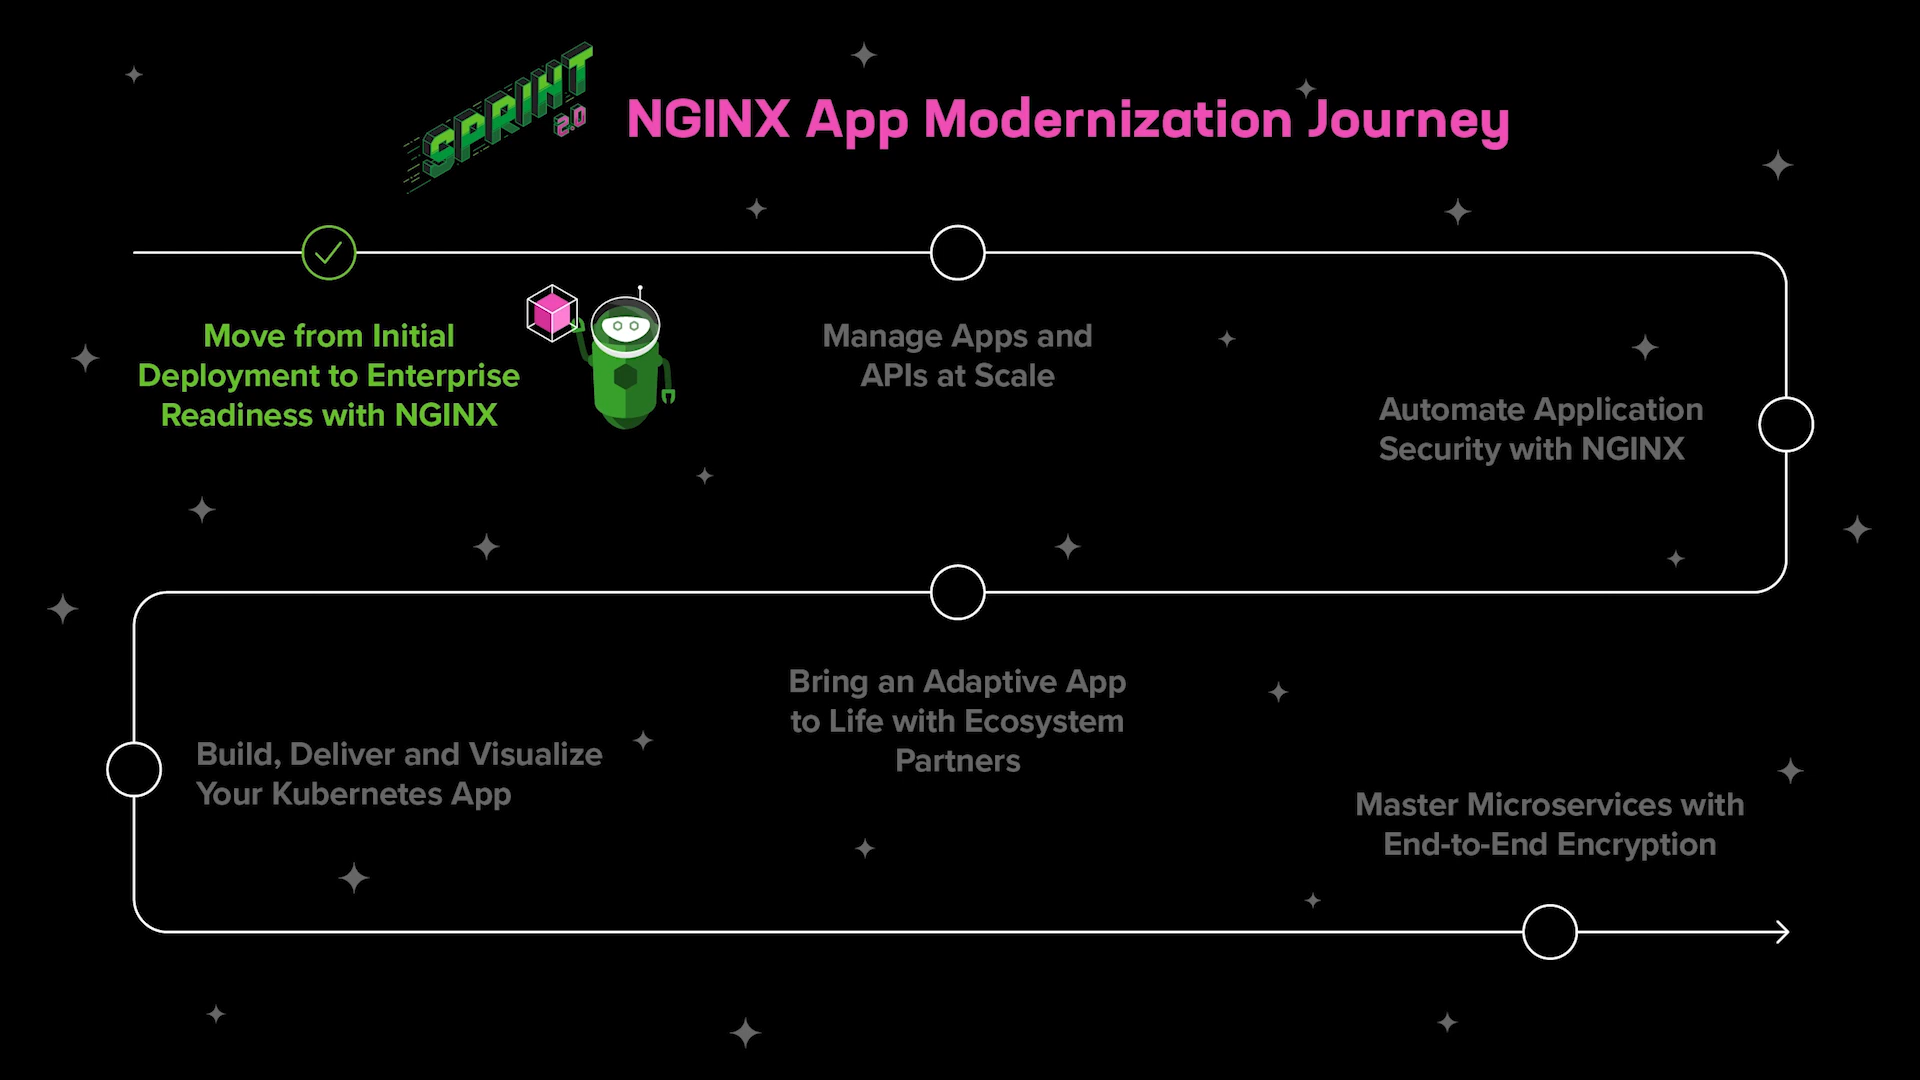 SPRINT
2.0
NGINX App Modernization Journey
Move from Initial
Deployment to Enterprise
Readiness with NGINX
Manage Apps and
APIs at Scale
Automate Application
Security with NGINX
Bring an Adaptive App
to Life with Ecosystem
Partners
Build, Deliver and Visualize
Your Kubernetes App
Master Microservices with
End-to-End Encryption